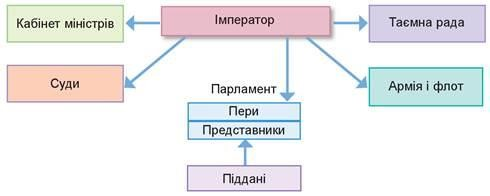 Кабінет міністрів
Імператор
Таємна рада
Суди
Парламент
Армія і флот
Пери
Представники
Піддані